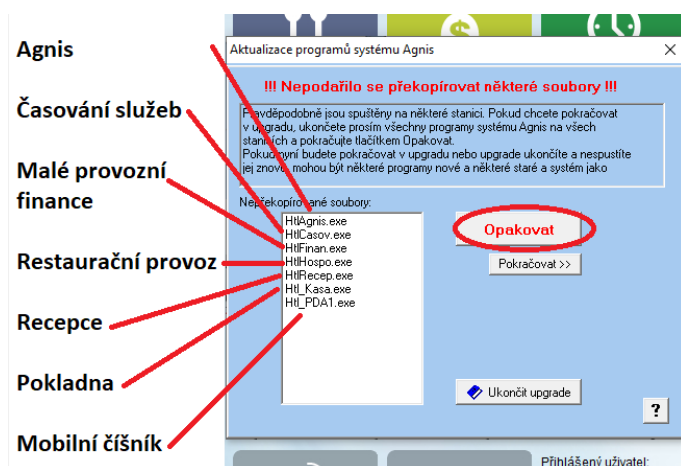 Agnis
Časování služeb
Malé provozní
finance
Restaurační provoz
Recepce
Pokladna
Mobilní číšník
Aktualizace programů systému Agnis
!!! Nepodařilo se překopírovat některé soubory !!!
Pravděpodobně jsou spuštěny na některé stanici. Pokud chcete pokračovat
v upgradu, ukončete prosím všechny programy systému Agnis na všech
stanicích a pokračujte tlačítkem Opakovat.
Pokud nyní budete pokračovat v upgradu nebo upgrade ukončíte a nespustíte
jej znovu, mohou být některé programy nové a některé staré a systém jako
Nepřekopírované soubory:
HtlAgnis.exe
HtlCasov.exe
HtlFinan.exe
HtlHospo.exe
HtlRecep.exe
Htl_Kasa.exe
Htl_PDA1.exe
Opakovat
Pokračovat >>
Ukončit upgrade
?
Přihlášený uživatel: